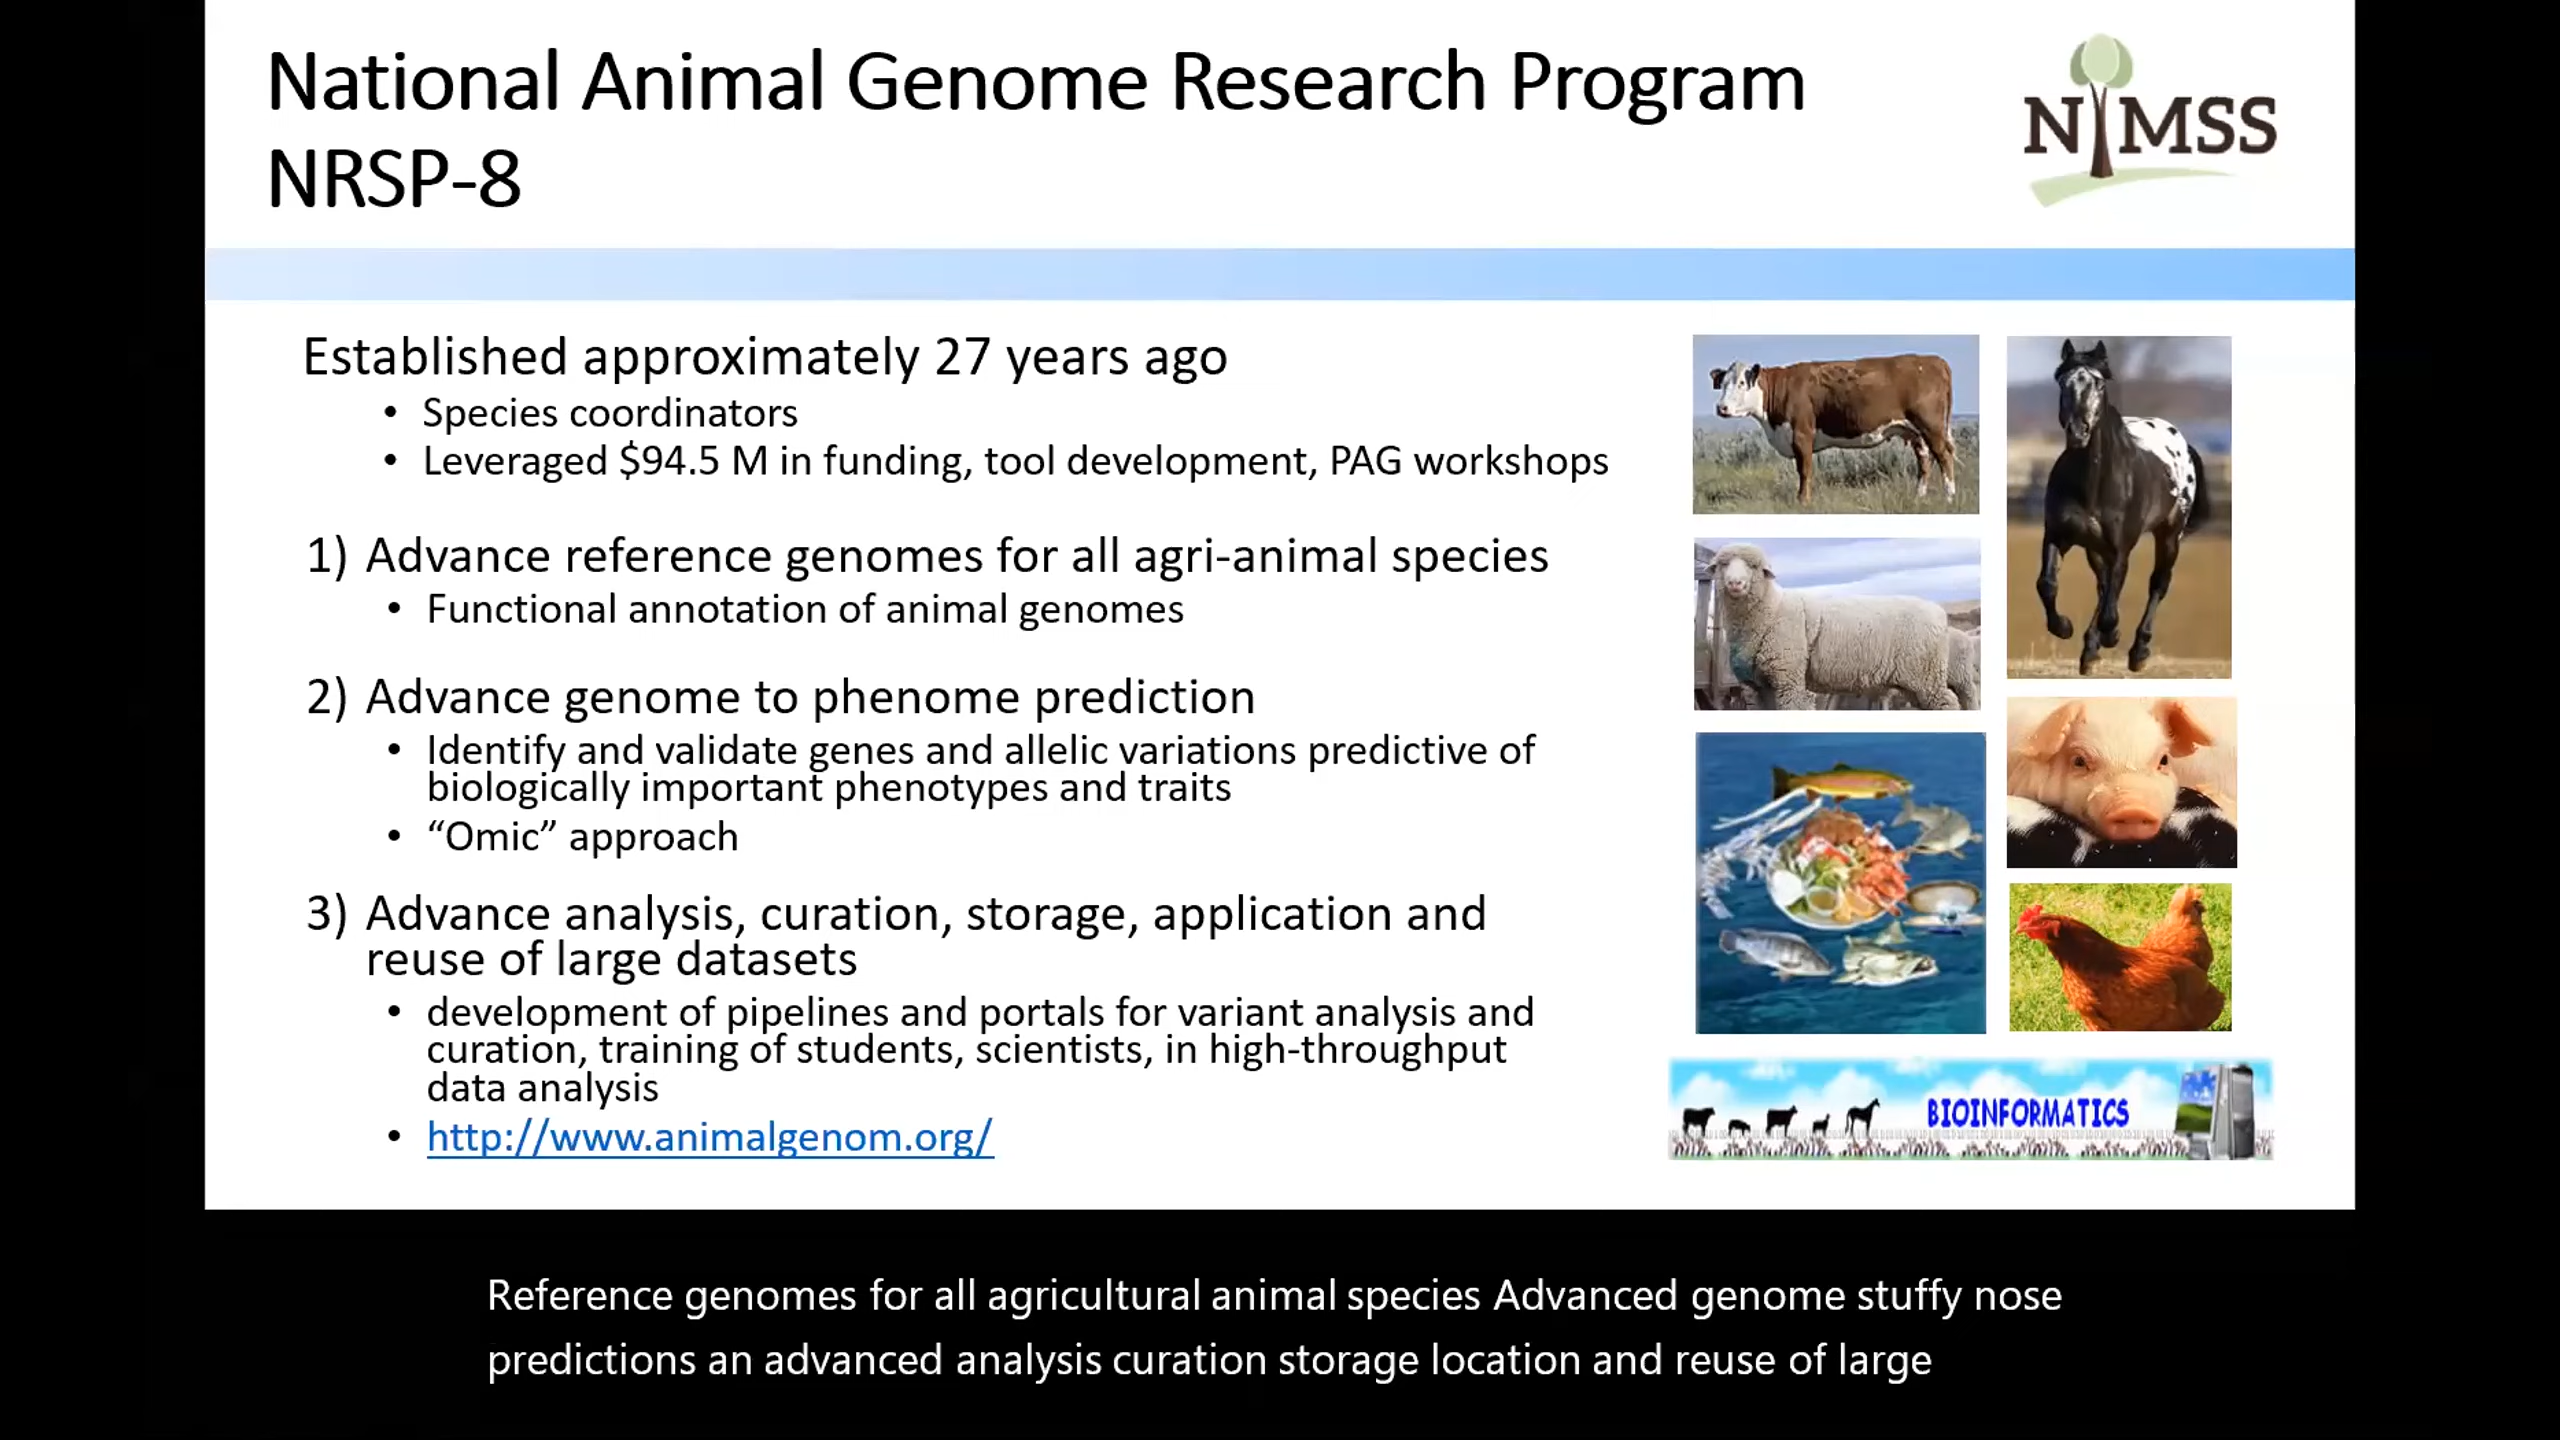 National Animal Genome Research Program
NRSP-8
NIMSS
Established approximately 27 years ago
• Species coordinators
• Leveraged $94.5 M in funding, tool development, PAG workshops
1) Advance reference genomes for all agri-animal species
• Functional annotation of animal genomes
2) Advance genome to phenome prediction
• Identify and validate genes and allelic variations predictive of
biologically important phenotypes and traits
• “Omic” approach
3) Advance analysis, curation, storage, application and
reuse of large datasets
• development of pipelines and portals for variant analysis and
curation, training of students, scientists, in high-throughput
data analysis
• http://www.animalgenom.org/
BIOINFORMATICS
Reference genomes for all agricultural animal species Advanced genome stuffy nose
predictions an advanced analysis curation storage location and reuse of large